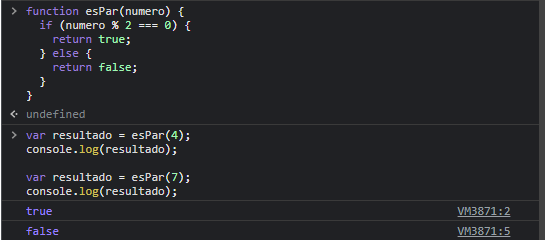 function esPar(numero) {
if (numero % 2 === 0) {
return true;
} else {
return false;
}
}
undefined
var resultado = esPar(4);
console.log(resultado);
var resultado = esPar(7);
console.log(resultado);
true VM3871:2
false VM3871:5